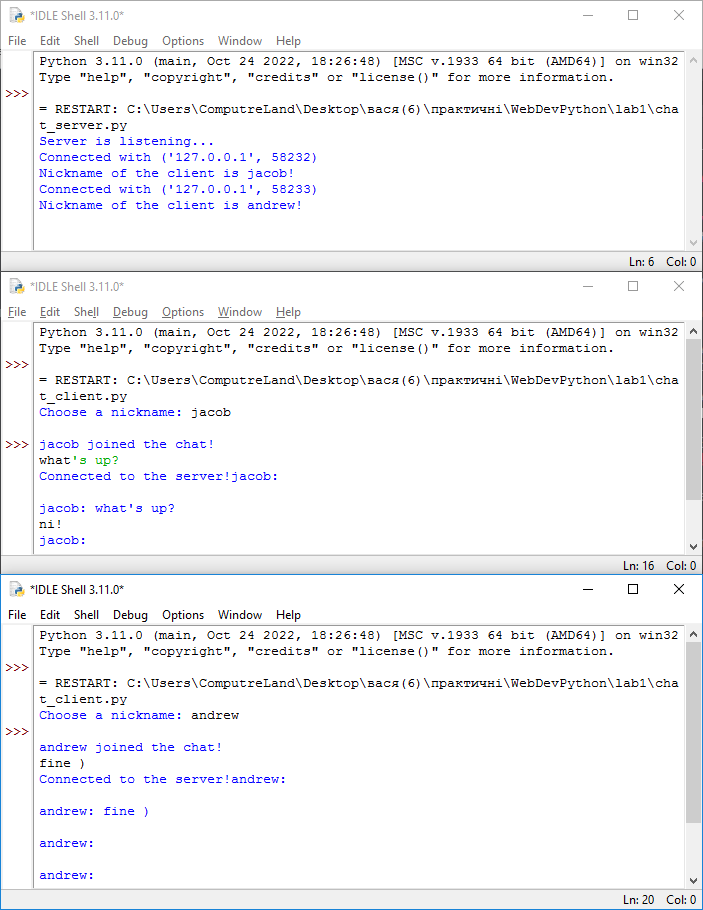 *IDLE Shell 3.11.0*
File Edit Shell Debug Options Window Help
Python 3.11.0 (main, Oct 24 2022, 18:26:48) [MSC v.1933 64 bit (AMD64)] on win32
Type "help", "copyright", "credits" or "license()" for more information.
>>>
= RESTART: C:\Users\ComputreLand\Desktop\вася(6)\практичні\WebDevPython\lab1\cha
t_server.py
Server is listening...
Connected with ('127.0.0.1', 58232)
Nickname of the client is jacob!
Connected with ('127.0.0.1', 58233)
Nickname of the client is andrew!
Ln: 6 Col: 0
*IDLE Shell 3.11.0*
File Edit Shell Debug Options Window Help
Python 3.11.0 (main, Oct 24 2022, 18:26:48) [MSC v.1933 64 bit (AMD64)] on win32
Type "help", "copyright", "credits" or "license()" for more information.
>>>
= RESTART: C:\Users\ComputreLand\Desktop\вася(6)\практичні\WebDevPython\lab1\cha
t_client.py
Choose a nickname: jacob
>>> jacob joined the chat!
what's up?
Connected to the server!jacob:
jacob: what's up?
ni!
jacob:
Ln: 16 Col: 0
*IDLE Shell 3.11.0*
File Edit Shell Debug Options Window Help
Python 3.11.0 (main, Oct 24 2022, 18:26:48) [MSC v.1933 64 bit (AMD64)] on win32
Type "help", "copyright", "credits" or "license()" for more information.
>>>
= RESTART: C:\Users\ComputreLand\Desktop\вася(6)\практичні\WebDevPython\lab1\cha
t_client.py
Choose a nickname: andrew
>>>
andrew joined the chat!
fine )
Connected to the server!andrew:
andrew: fine )
andrew:
andrew:
Ln: 20 Col: 0